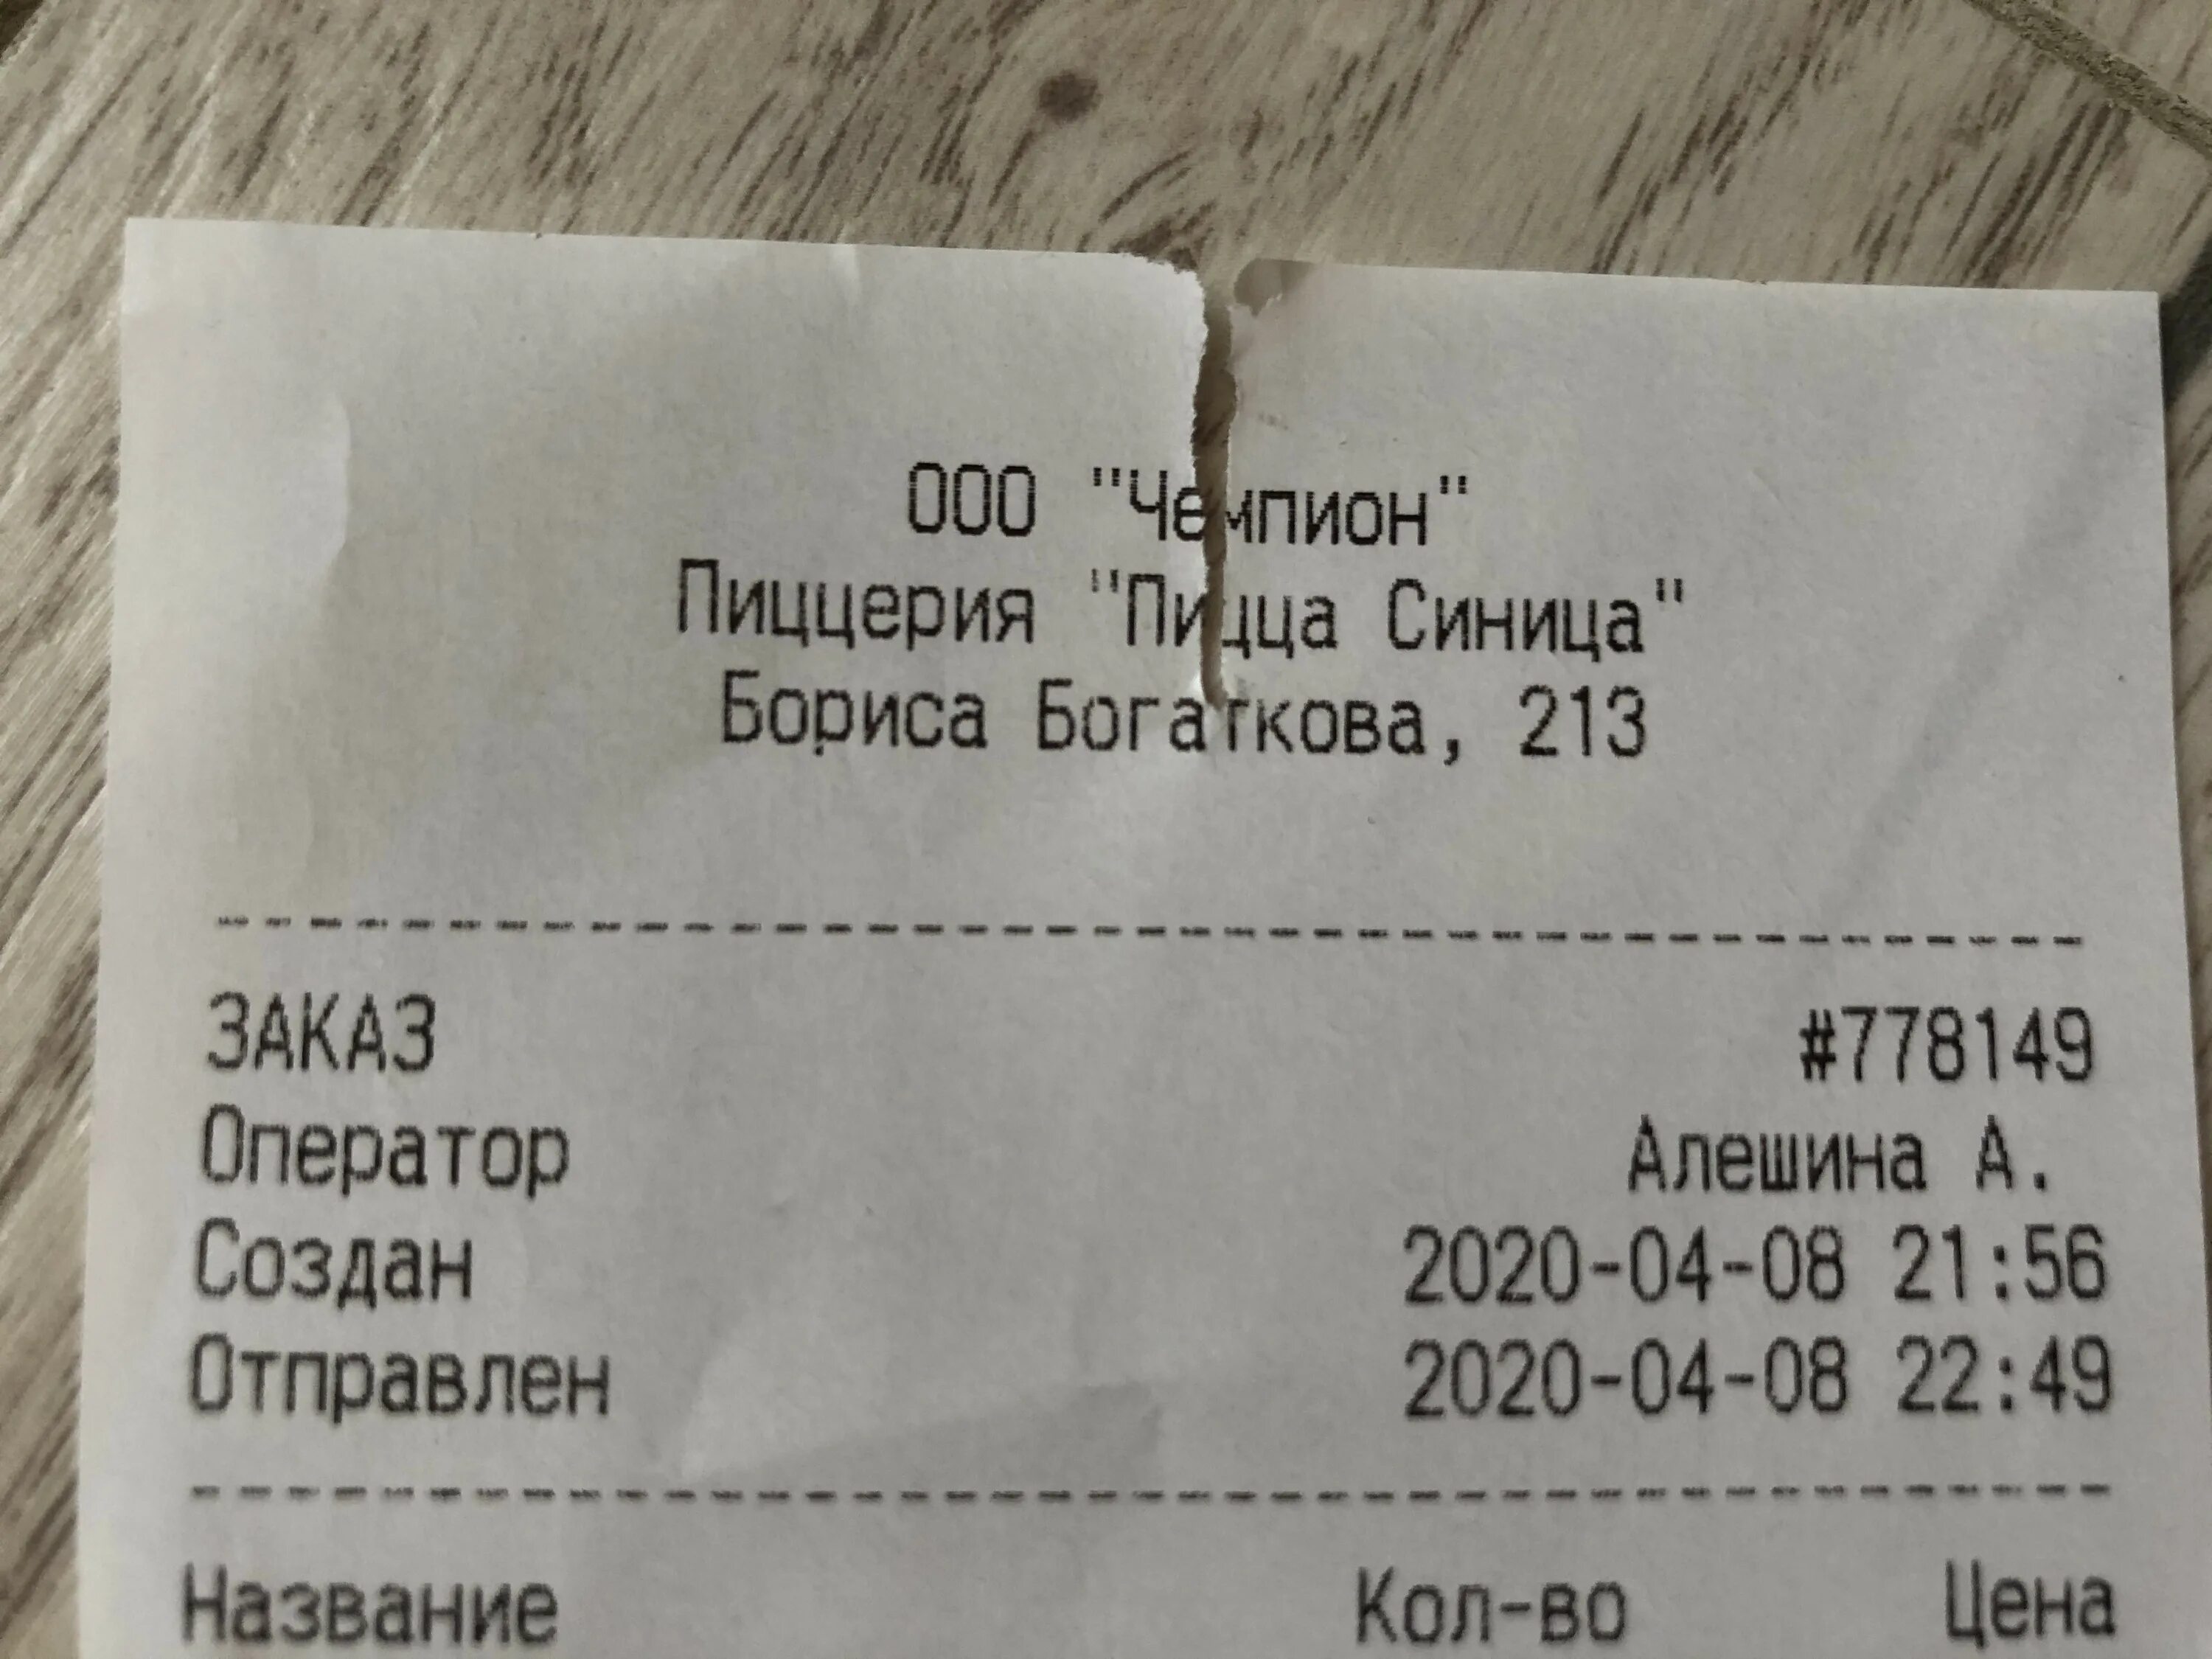 ООО "Чемпион"
Пиццерия "Пицца Синица"
Бориса Богаткова, 213
ЗАКАЗ #778149
Оператор Алешина А.
Создан 2020-04-08 21:56
Отправлен 2020-04-08 22:49
Название Кол-во Цена